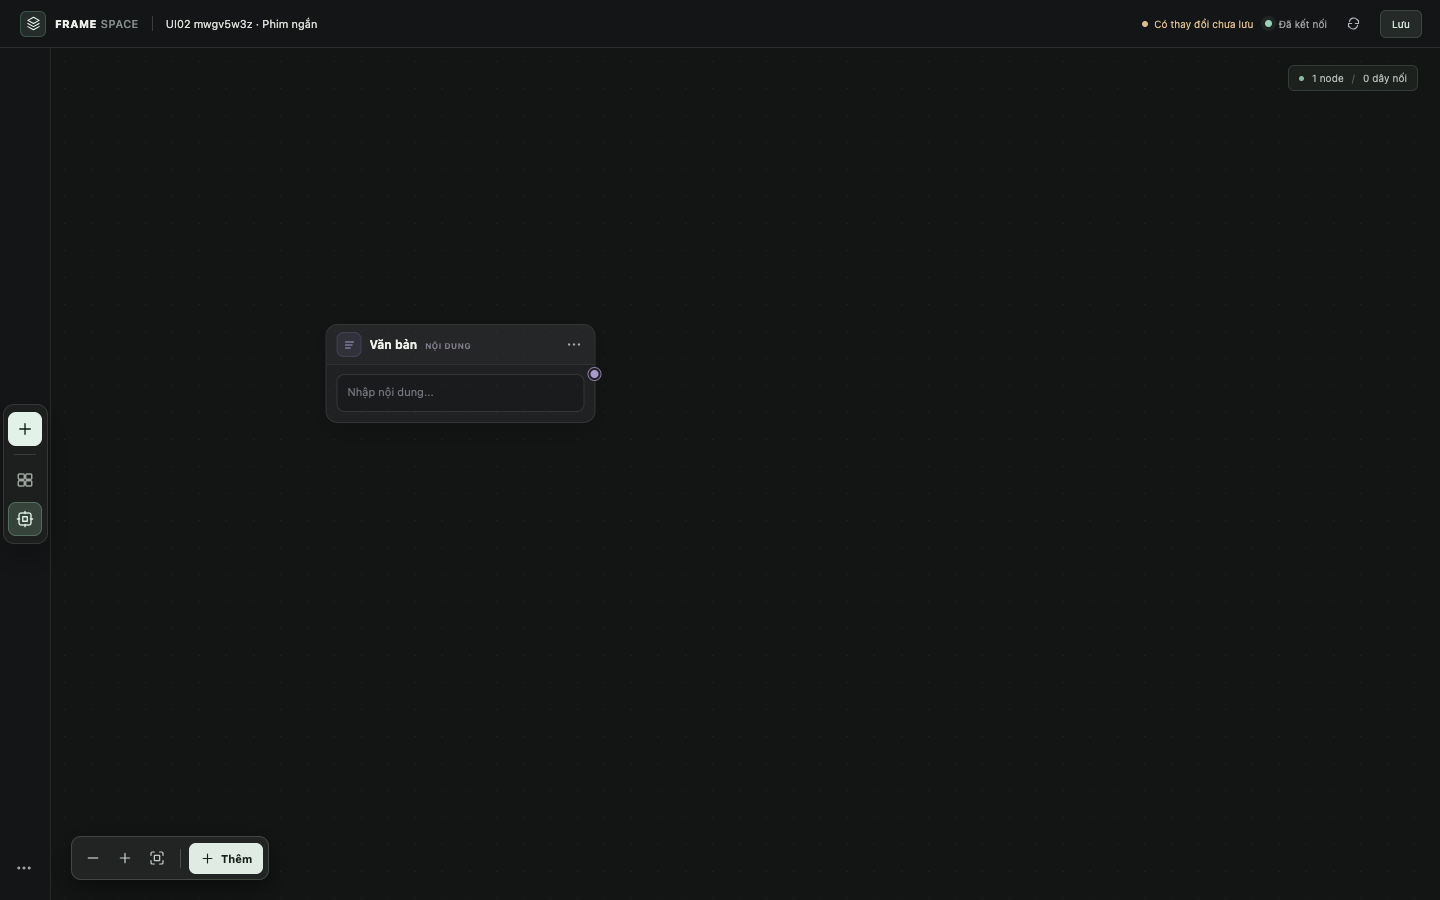 FRAME SPACE
UI02 mwgv5w3z · Phim ngắn
Có thay đổi chưa lưu
Đã kết nối
Lưu
1 node / 0 dây nối
Văn bản NỘI DUNG
Nhập nội dung...
Thêm